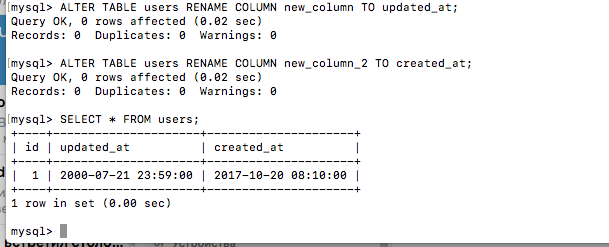 mysql> ALTER TABLE users RENAME COLUMN new_column TO updated_at;
Query OK, 0 rows affected (0.02 sec)
Records: 0  Duplicates: 0  Warnings: 0
[mysql> ALTER TABLE users RENAME COLUMN new_column_2 TO created_at;
Query OK, 0 rows affected (0.02 sec)
Records: 0  Duplicates: 0  Warnings: 0
[mysql> SELECT * FROM users;
+----+---------------------+---------------------+
| id | updated_at          | created_at          |
+----+---------------------+---------------------+
|  1 | 2000-07-21 23:59:00 | 2017-10-20 08:10:00 |
+----+---------------------+---------------------+
1 row in set (0.00 sec)
mysql>